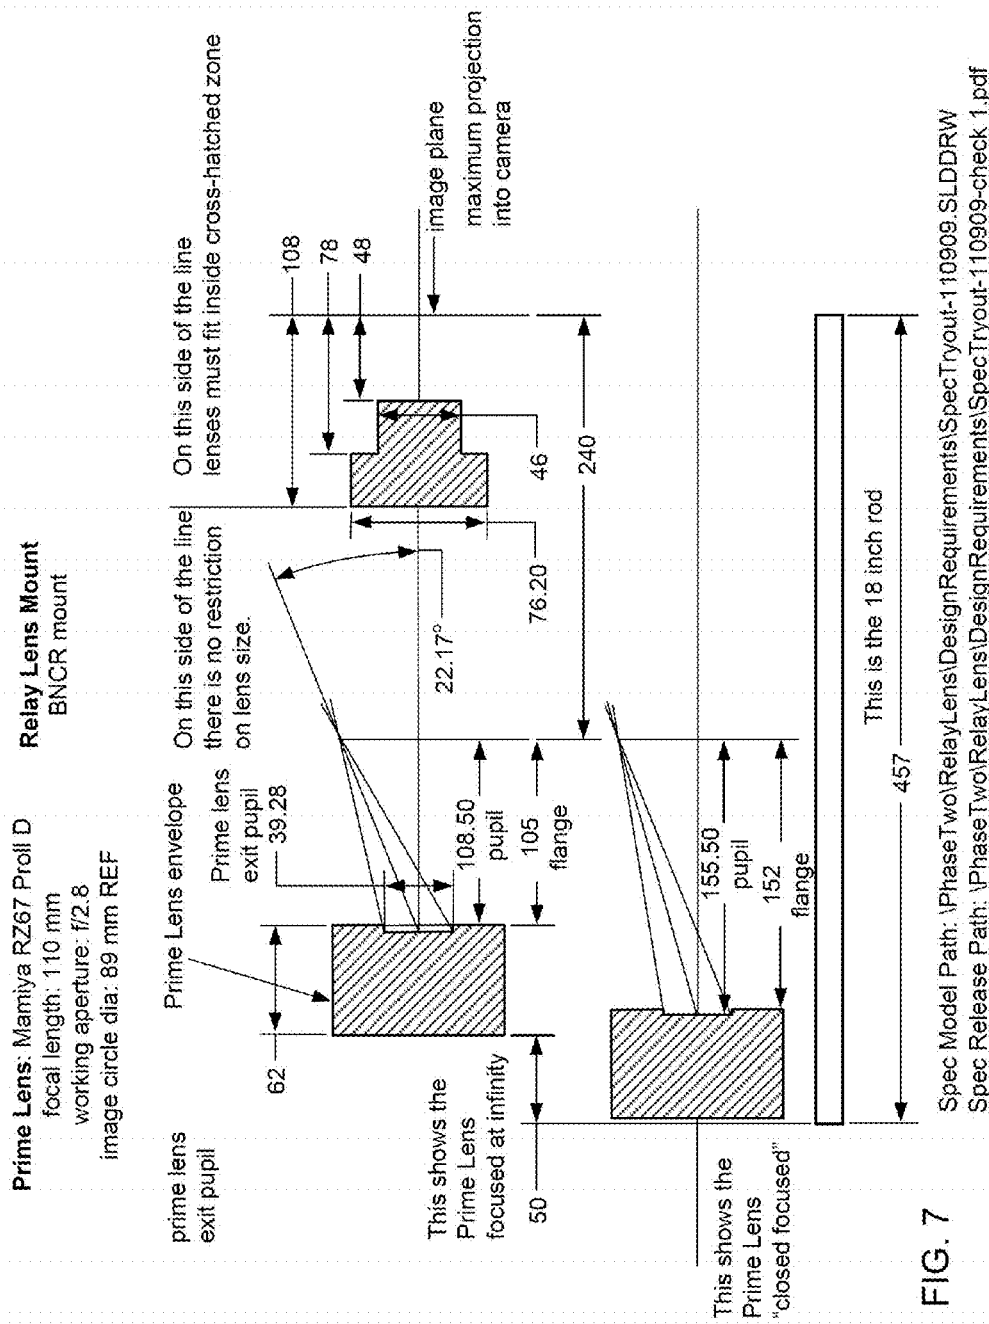 Prime Lens: Mamiya RZ67 ProII D
focal length: 110 mm
working aperture: f/2.8
image circle dia: 89 mm REF
Relay Lens Mount
BNCR mount
prime lens
exit pupil
Prime Lens envelope
Prime lens
exit pupil
39.28
62
On this side of the line
there is no restriction
on lens size.
On this side of the line
lenses must fit inside cross-hatched zone
108
78
48
image plane
maximum projection
into camera
22.17°
46
76.20
240
108.50
pupil
105
flange
This shows the
Prime Lens
focused at infinity
50
155.50
pupil
152
flange
This shows the
Prime Lens
"closed focused"
This is the 18 inch rod
457
Spec Model Path: \PhaseTwo\RelayLens\DesignRequirements\SpecTryout-110909.SLDDRW
Spec Release Path: \PhaseTwo\RelayLens\DesignRequirements\SpecTryout-110909-check 1.pdf
FIG. 7